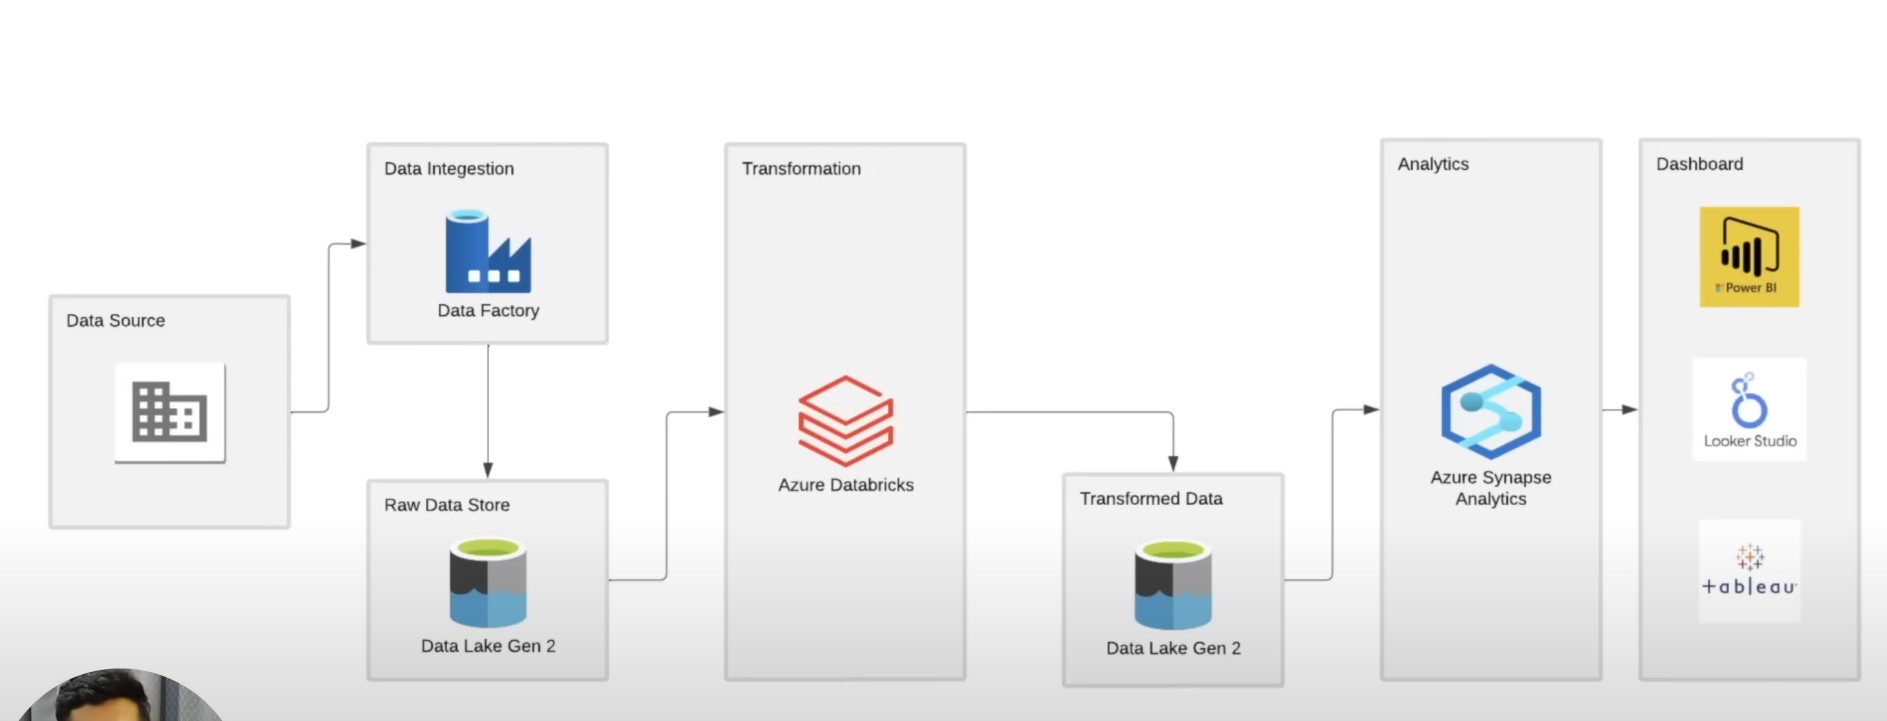 Data Source
Data Integestion
Data Factory
Raw Data Store
Data Lake Gen 2
Transformation
Azure Databricks
Transformed Data
Data Lake Gen 2
Analytics
Azure Synapse
Analytics
Dashboard
Power BI
Looker Studio
+ableau